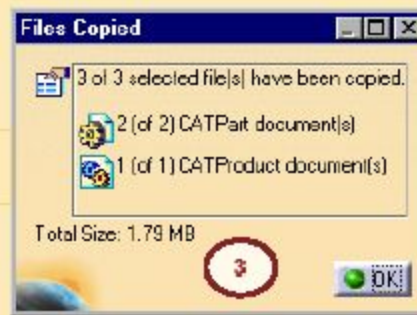 Files Copied
3 of 3 selected file(s) have been copied.
2 (of 2) CATPart document(s)
1 (of 1) CATProduct document(s)
Total Size: 1.79 MB
3
OK